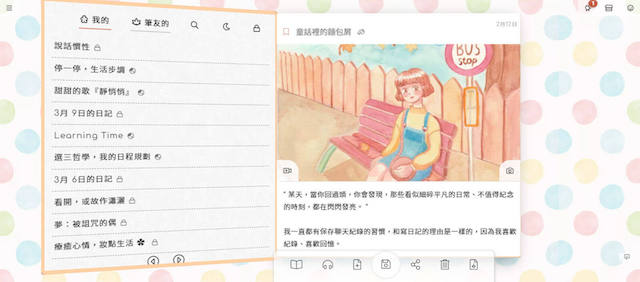 1
我的
筆友的
說話慣性
停一停，生活步調
甜甜的歌『靜悄悄』
3月 9日的日記
Learning Time
選三哲學，我的日程規劃
3月 6日的日記
看開，或故作瀟灑
夢：被詛咒的偶
療癒心情，妝點生活
2月17日
童話裡的麵包屑
BUS
STOP
" 某天，當你回過頭，你會發現，那些看似細碎平凡的日常、不值得紀念
的時刻，都在閃閃發亮。"
我一直都有保存聊天紀錄的習慣，和寫日記的理由是一樣的，因為我喜歡
紀錄、喜歡回憶。